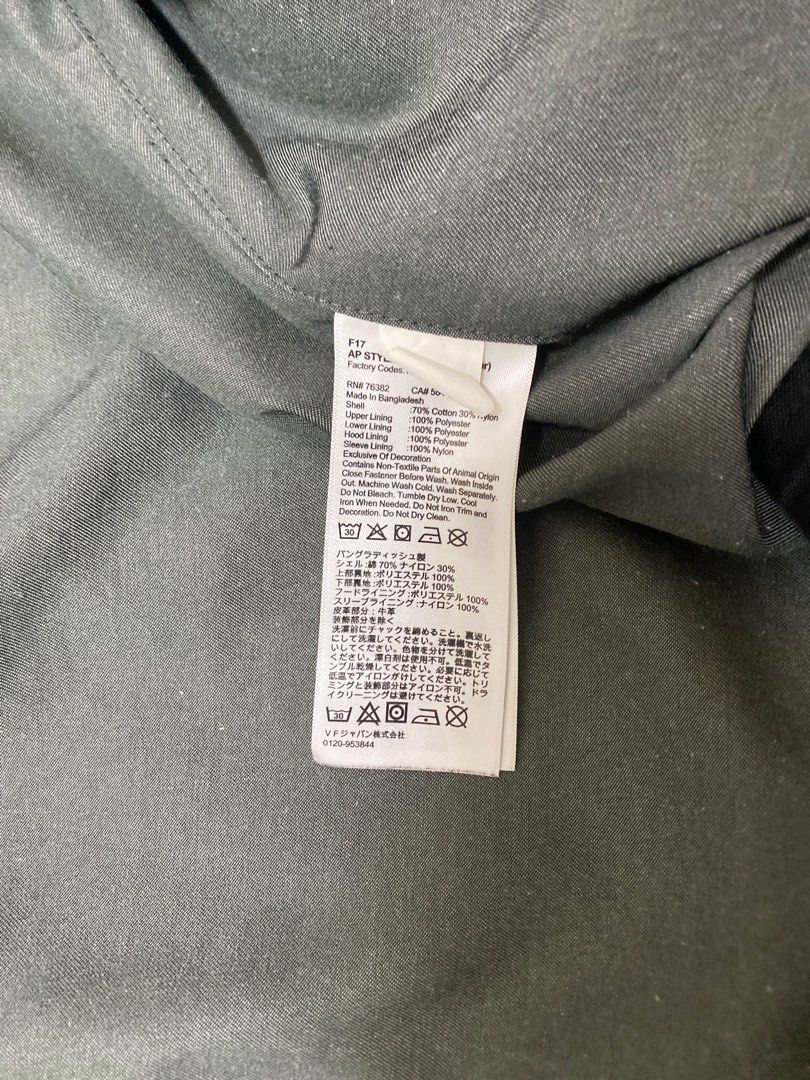 F17
AP STYL
Factory Codes:
RN# 76382 CA# 
Made In Bangladesh
Shell :70% Cotton 30% Nylon
Upper Lining :100% Polyester
Lower Lining :100% Polyester
Hood Lining :100% Polyester
Sleeve Lining :100% Nylon
Exclusive Of Decoration
Contains Non-Textile Parts Of Animal Origin
Close Fastener Before Wash. Wash Inside
Out. Machine Wash Cold. Wash Separately.
Do Not Bleach. Tumble Dry Low. Cool
Iron When Needed. Do Not Iron Trim and
Decoration. Do Not Dry Clean.
30
バングラディッシュ製
シェル :綿 70% ナイロン 30%
上部裏地 :ポリエステル 100%
下部裏地 :ポリエステル 100%
フードライニング :ポリエステル 100%
スリーブライニング :ナイロン 100%
皮革部分 : 牛革
装飾部分を除く
洗濯前にチャックを締めること。裏返し
にして洗濯してください。洗濯機で水洗
いしてください。色物を分けて洗濯して
ください。漂白剤は使用不可。低温でタ
ンブル乾燥してください。必要に応じて
低温でアイロンがけしてください。トリ
ミングと装飾部分はアイロン不可。ドラ
イクリーニングは避けてください。
30
ＶＦジャパン株式会社
0120-953844